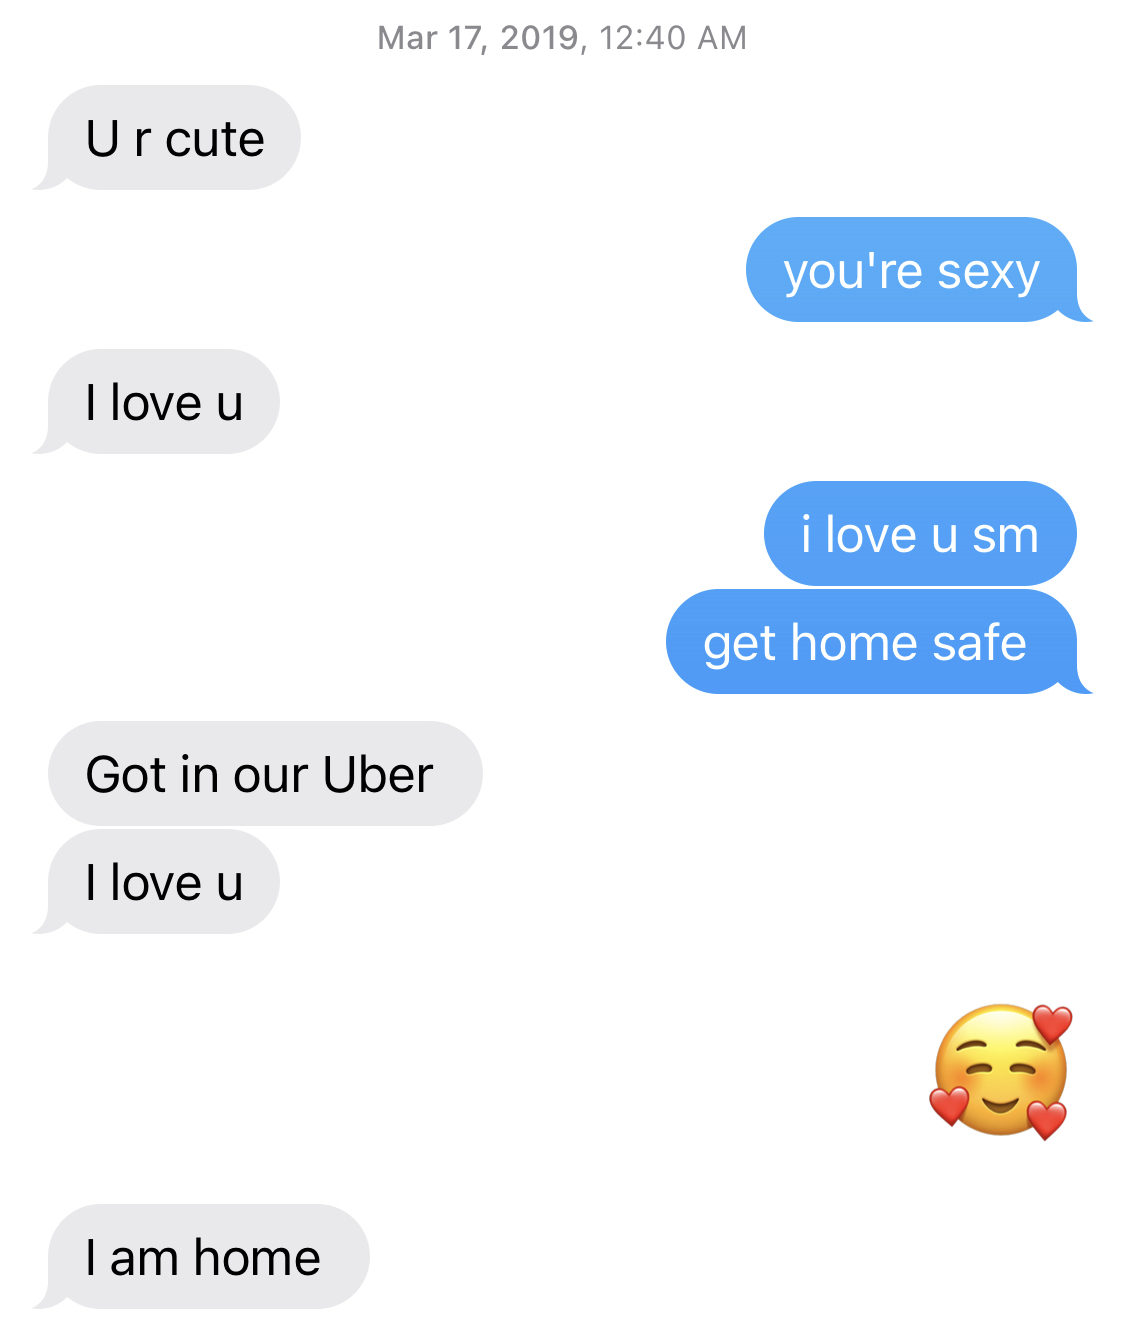 Mar 17, 2019, 12:40 AM
U r cute
you're sexy
I love u
i love u sm
get home safe
Got in our Uber
I love u
🥰
I am home